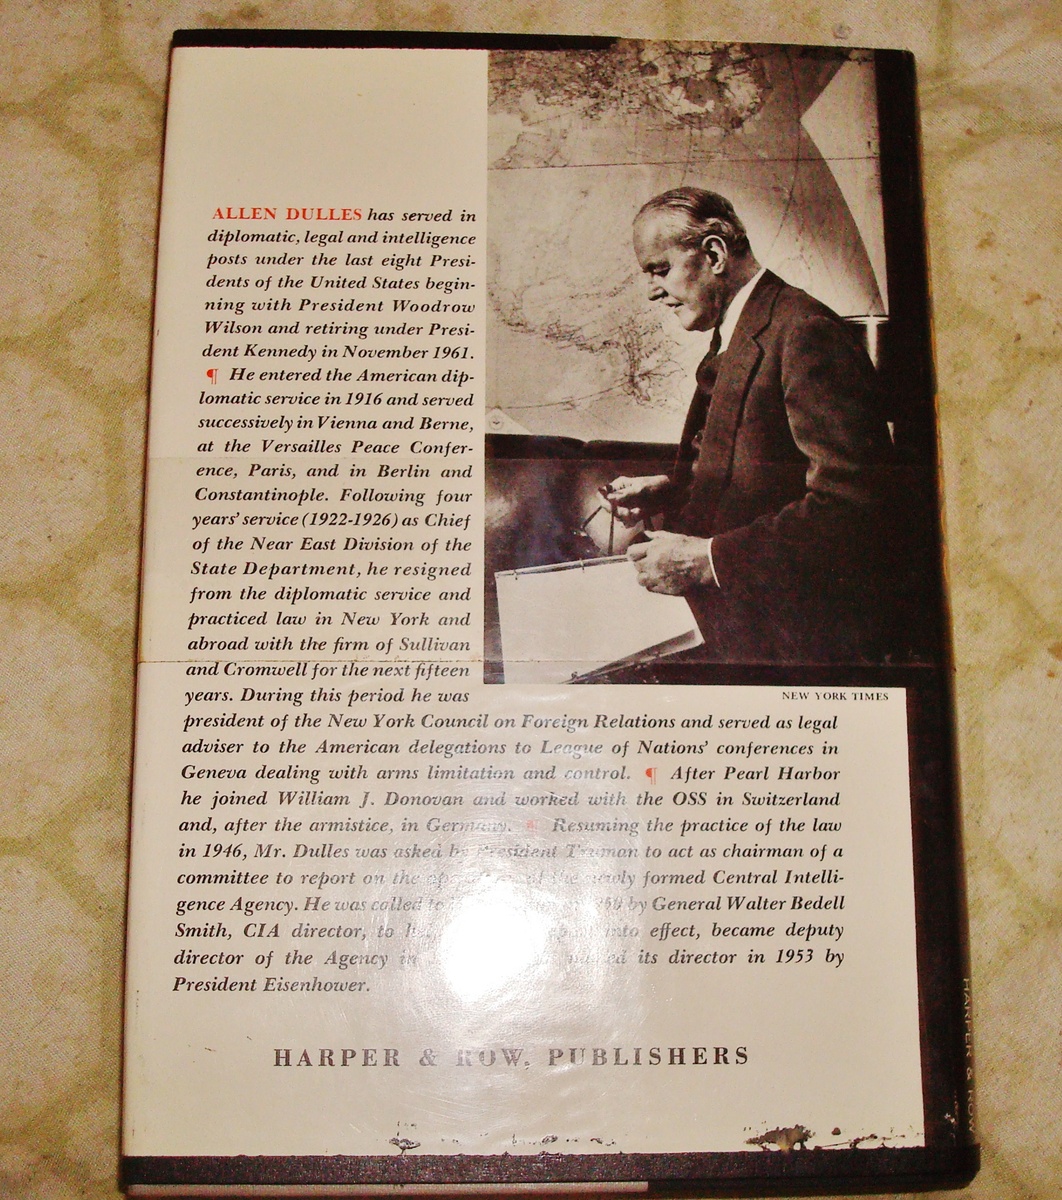 ALLEN DULLES has served in
diplomatic, legal and intelligence
posts under the last eight Presi-
dents of the United States begin-
ning with President Woodrow
Wilson and retiring under Presi-
dent Kennedy in November 1961.
¶ He entered the American dip-
lomatic service in 1916 and served
successively in Vienna and Berne,
at the Versailles Peace Confer-
ence, Paris, and in Berlin and
Constantinople. Following four
years' service (1922-1926) as Chief
of the Near East Division of the
State Department, he resigned
from the diplomatic service and
practiced law in New York and
abroad with the firm of Sullivan
and Cromwell for the next fifteen
years. During this period he was
NEW YORK TIMES
president of the New York Council on Foreign Relations and served as legal
adviser to the American delegations to League of Nations' conferences in
Geneva dealing with arms limitation and control. ¶ After Pearl Harbor
he joined William J. Donovan and worked with the OSS in Switzerland
and, after the armistice, in Germany. ¶ Resuming the practice of the law
in 1946, Mr. Dulles was asked by President Truman to act as chairman of a
committee to report on the of the newly formed Central Intelli-
gence Agency. He was called to by General Walter Bedell
Smith, CIA director, to into effect, became deputy
director of the Agency in its director in 1953 by
President Eisenhower.
HARPER & ROW, PUBLISHERS
HARPER & ROW